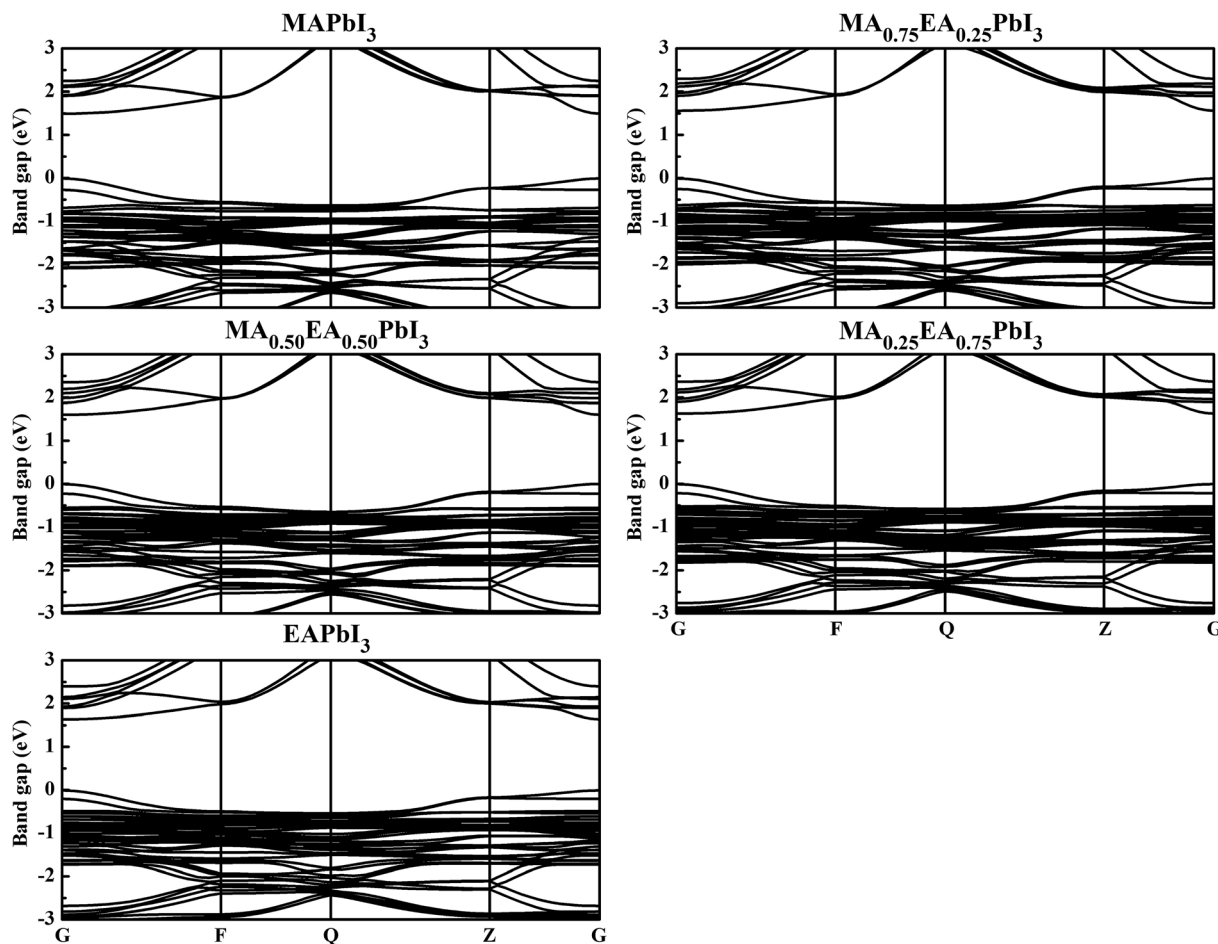 MAPbI₃
MA₀.₇₅EA₀.₂₅PbI₃
3
2
1
0
-1
-2
-3
Band gap (eV)
3
2
1
0
-1
-2
-3
Band gap (eV)
MA₀.₅₀EA₀.₅₀PbI₃
MA₀.₂₅EA₀.₇₅PbI₃
3
2
1
0
-1
-2
-3
Band gap (eV)
3
2
1
0
-1
-2
-3
Band gap (eV)
G F Q Z G
EAPbI₃
3
2
1
0
-1
-2
-3
Band gap (eV)
G F Q Z G